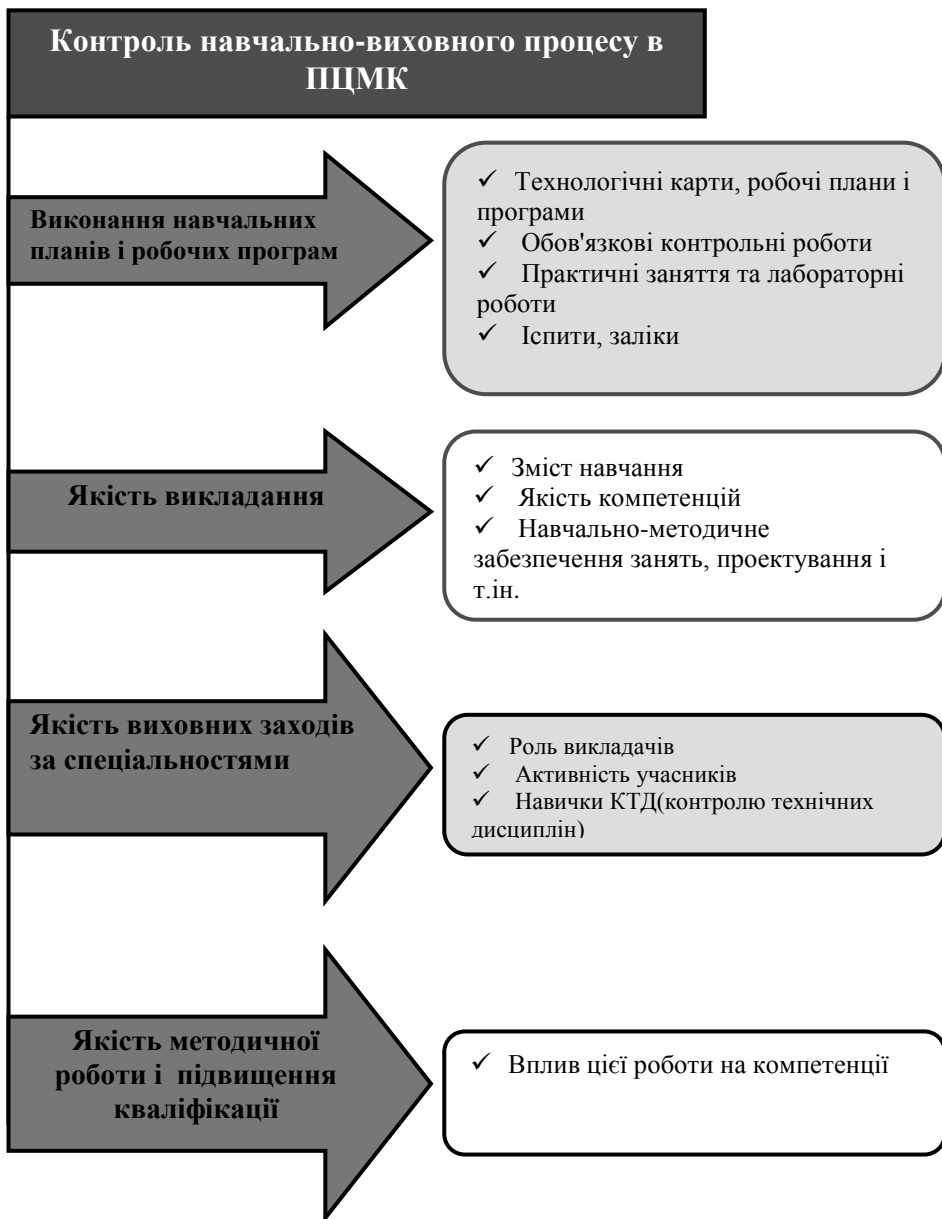 Контроль навчально-виховного процесу в
ПЦМК
Виконання навчальних
планів і робочих програм
✓ Технологічні карти, робочі плани і
програми
✓ Обов'язкові контрольні роботи
✓ Практичні заняття та лабораторні
роботи
✓ Іспити, заліки
Якість викладання
✓ Зміст навчання
✓ Якість компетенцій
✓ Навчально-методичне
забезпечення занять, проектування і
т.ін.
Якість виховних заходів
за спеціальностями
✓ Роль викладачів
✓ Активність учасників
✓ Навички КТД(контролю технічних
дисциплін)
Якість методичної
роботи і підвищення
кваліфікації
✓ Вплив цієї роботи на компетенції